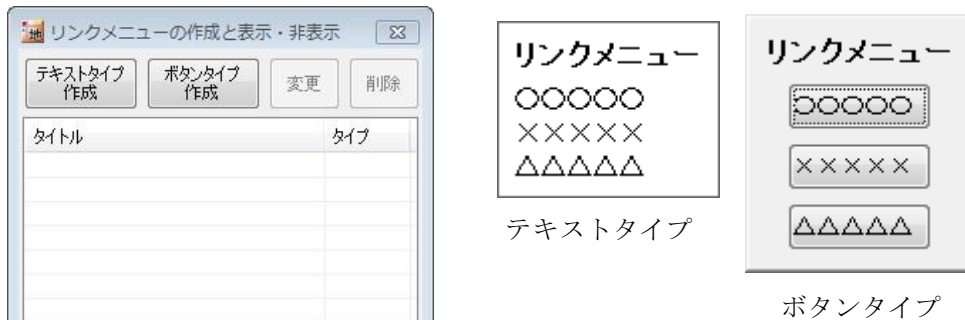 地 リンクメニューの作成と表示・非表示
テキストタイプ
作成
ボタンタイプ
作成
変更
削除
タイトル
タイプ
リンクメニュー
○○○○○
×××××
△△△△△
テキストタイプ
リンクメニュー
○○○○○
×××××
△△△△△
ボタンタイプ